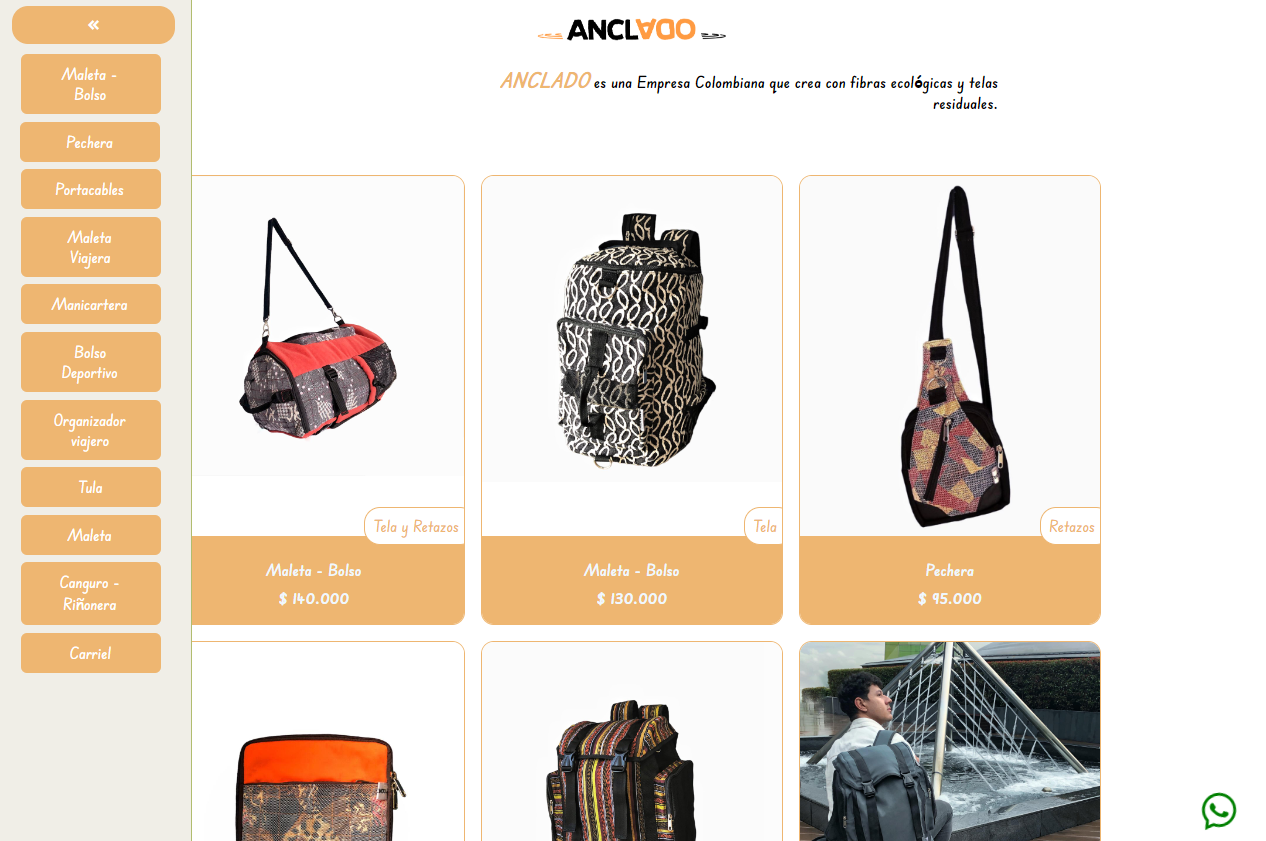 «
Maleta -
Bolso
Pechera
Portacables
Maleta
Viajera
Manicartera
Bolso
Deportivo
Organizador
viajero
Tula
Maleta
Canguro -
Riñonera
Carriel
ANCLADO
ANCLADO es una Empresa Colombiana que crea con fibras ecológicas y telas
residuales.
Tela y Retazos
Maleta - Bolso
$ 140.000
Tela
Maleta - Bolso
$ 130.000
Retazos
Pechera
$ 95.000